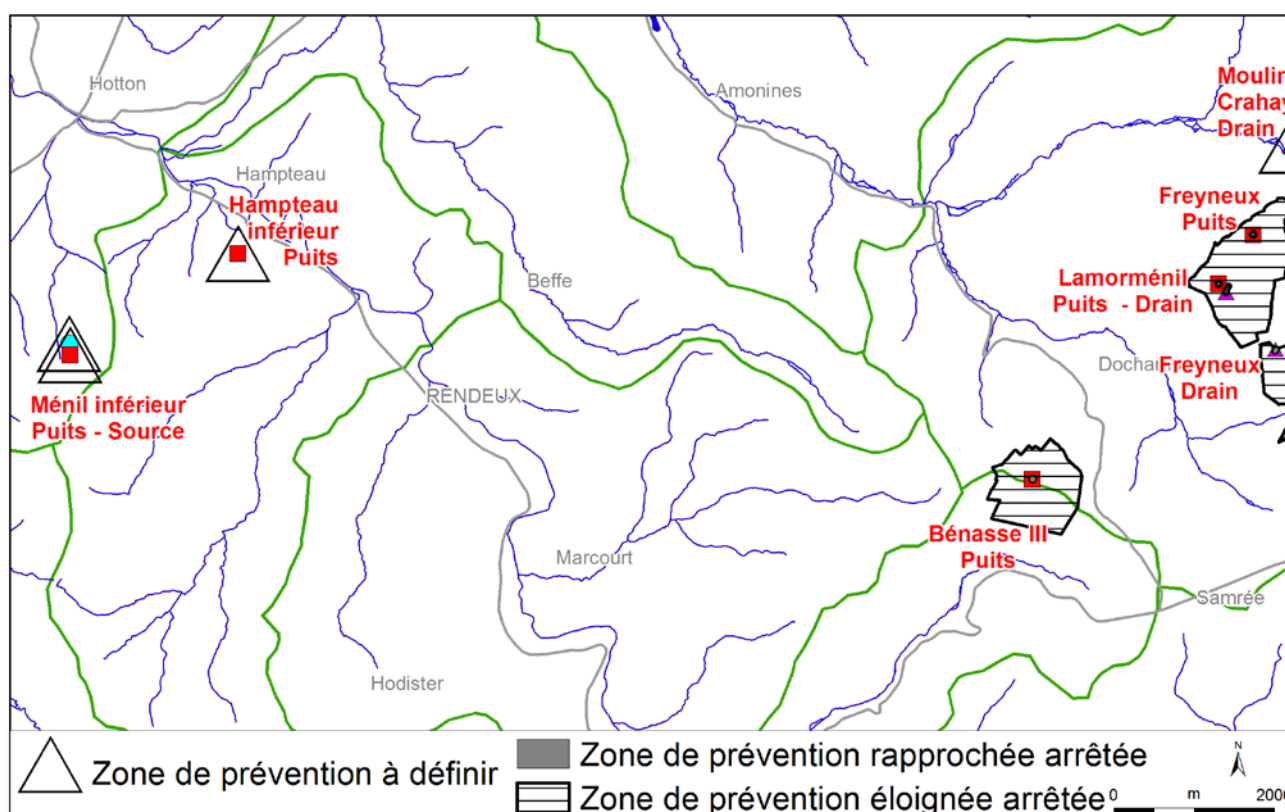 Hotton
Amonines
Moulin
Crahay
Drain
Hampteau
Hampteau
inférieur
Puits
Freyneux
Puits
Beffe
Lamorménil
Puits - Drain
Freyneux
Drain
RENDEUX
Ménil inférieur
Puits - Source
Bénasse III
Puits
Marcourt
Samrée
Hodister
N
Zone de prévention à définir
Zone de prévention rapprochée arrêtée
Zone de prévention éloignée arrêtée
0 m